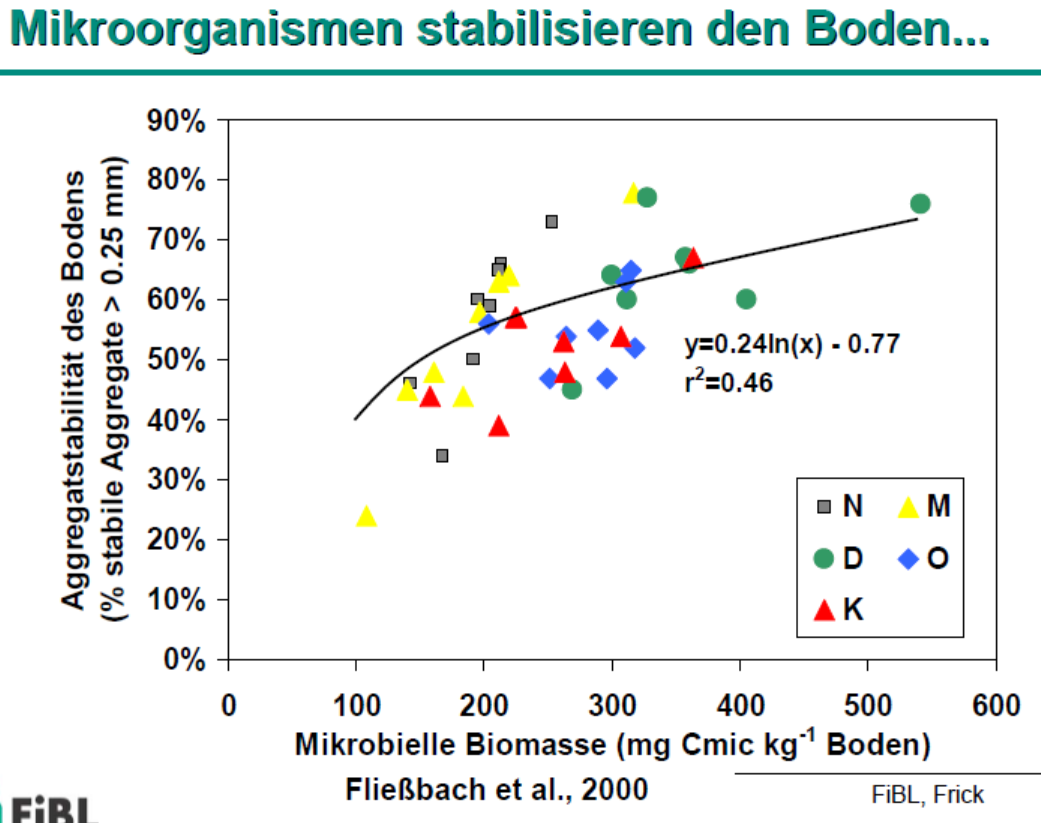 Mikroorganismen stabilisieren den Boden...
Aggregatstabilität des Bodens
(% stabile Aggregate > 0.25 mm)
90%
80%
70%
60%
50%
40%
30%
20%
10%
0%
y=0.24ln(x) - 0.77
r²=0.46
N M
D O
K
0 100 200 300 400 500 600
Mikrobielle Biomasse (mg Cmic kg⁻¹ Boden)
Fließbach et al., 2000
FiBL, Frick
FiBL